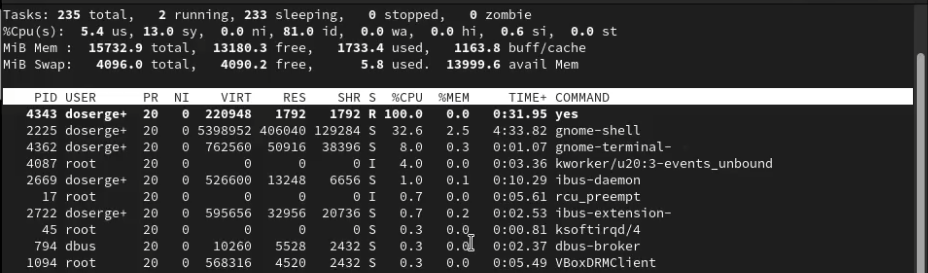 Tasks: 235 total, 2 running, 233 sleeping, 0 stopped, 0 zombie
%Cpu(s): 5.4 us, 13.0 sy, 0.0 ni, 81.0 id, 0.0 wa, 0.0 hi, 0.6 si, 0.0 st
MiB Mem : 15732.9 total, 13180.3 free, 1733.4 used, 1163.8 buff/cache
MiB Swap: 4096.0 total, 4090.2 free, 5.8 used. 13999.6 avail Mem
PID USER PR NI VIRT RES SHR S %CPU %MEM TIME+ COMMAND
4343 doserge+ 20 0 220948 1792 1792 R 100.0 0.0 0:31.95 yes
2225 doserge+ 20 0 5398952 406040 129284 S 32.6 2.5 4:33.82 gnome-shell
4362 doserge+ 20 0 762560 50916 38396 S 8.0 0.3 0:01.07 gnome-terminal-
4087 root 20 0 0 0 0 I 4.0 0.0 0:03.36 kworker/u20:3-events_unbound
2669 doserge+ 20 0 526600 13248 6656 S 1.0 0.1 0:10.29 ibus-daemon
17 root 20 0 0 0 0 I 0.7 0.0 0:05.61 rcu_preempt
2722 doserge+ 20 0 595656 32956 20736 S 0.7 0.2 0:02.53 ibus-extension-
45 root 20 0 0 0 0 S 0.3 0.0 0:00.81 ksoftirqd/4
794 dbus 20 0 10260 5528 2432 S 0.3 0.0 0:02.37 dbus-broker
1094 root 20 0 568316 4520 2432 S 0.3 0.0 0:05.49 VBoxDRMClient